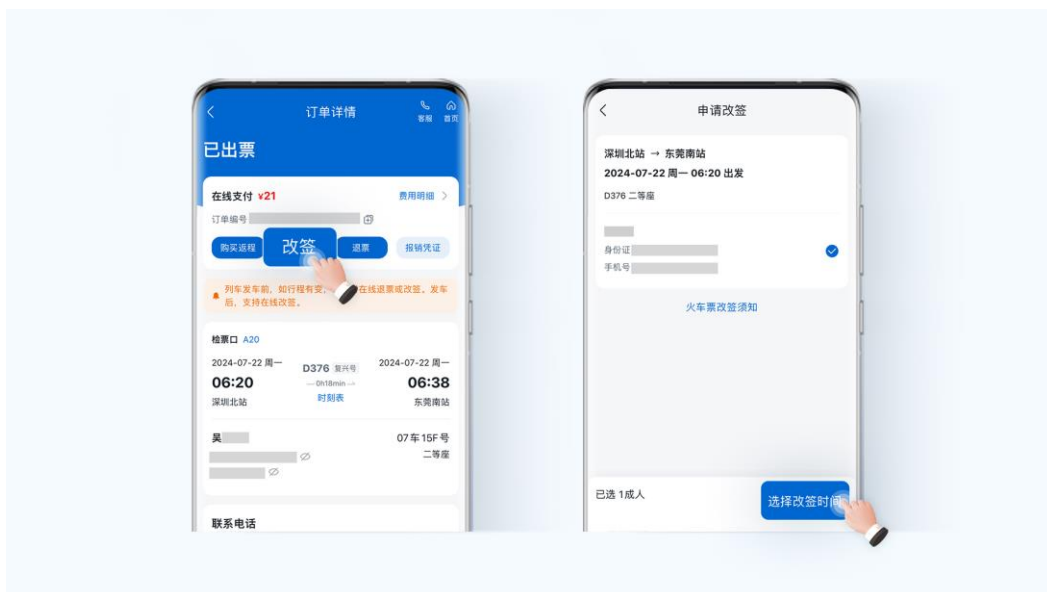 订单详情
客服 首页
已出票
在线支付 ¥21
费用明细
订单编号
购买返程
改签
退票
报销凭证
列车发车前，如行程有变，
在线退票或改签。发车
后，支持在线改签。
检票口 A20
2024-07-22 周一
D376 复兴号
2024-07-22 周一
06:20
0h18min
06:38
深圳北站
时刻表
东莞南站
吴
07车15F号
二等座
联系电话
申请改签
深圳北站 → 东莞南站
2024-07-22 周一 06:20 出发
D376 二等座
身份证
手机号
火车票改签须知
已选 1成人
选择改签时间